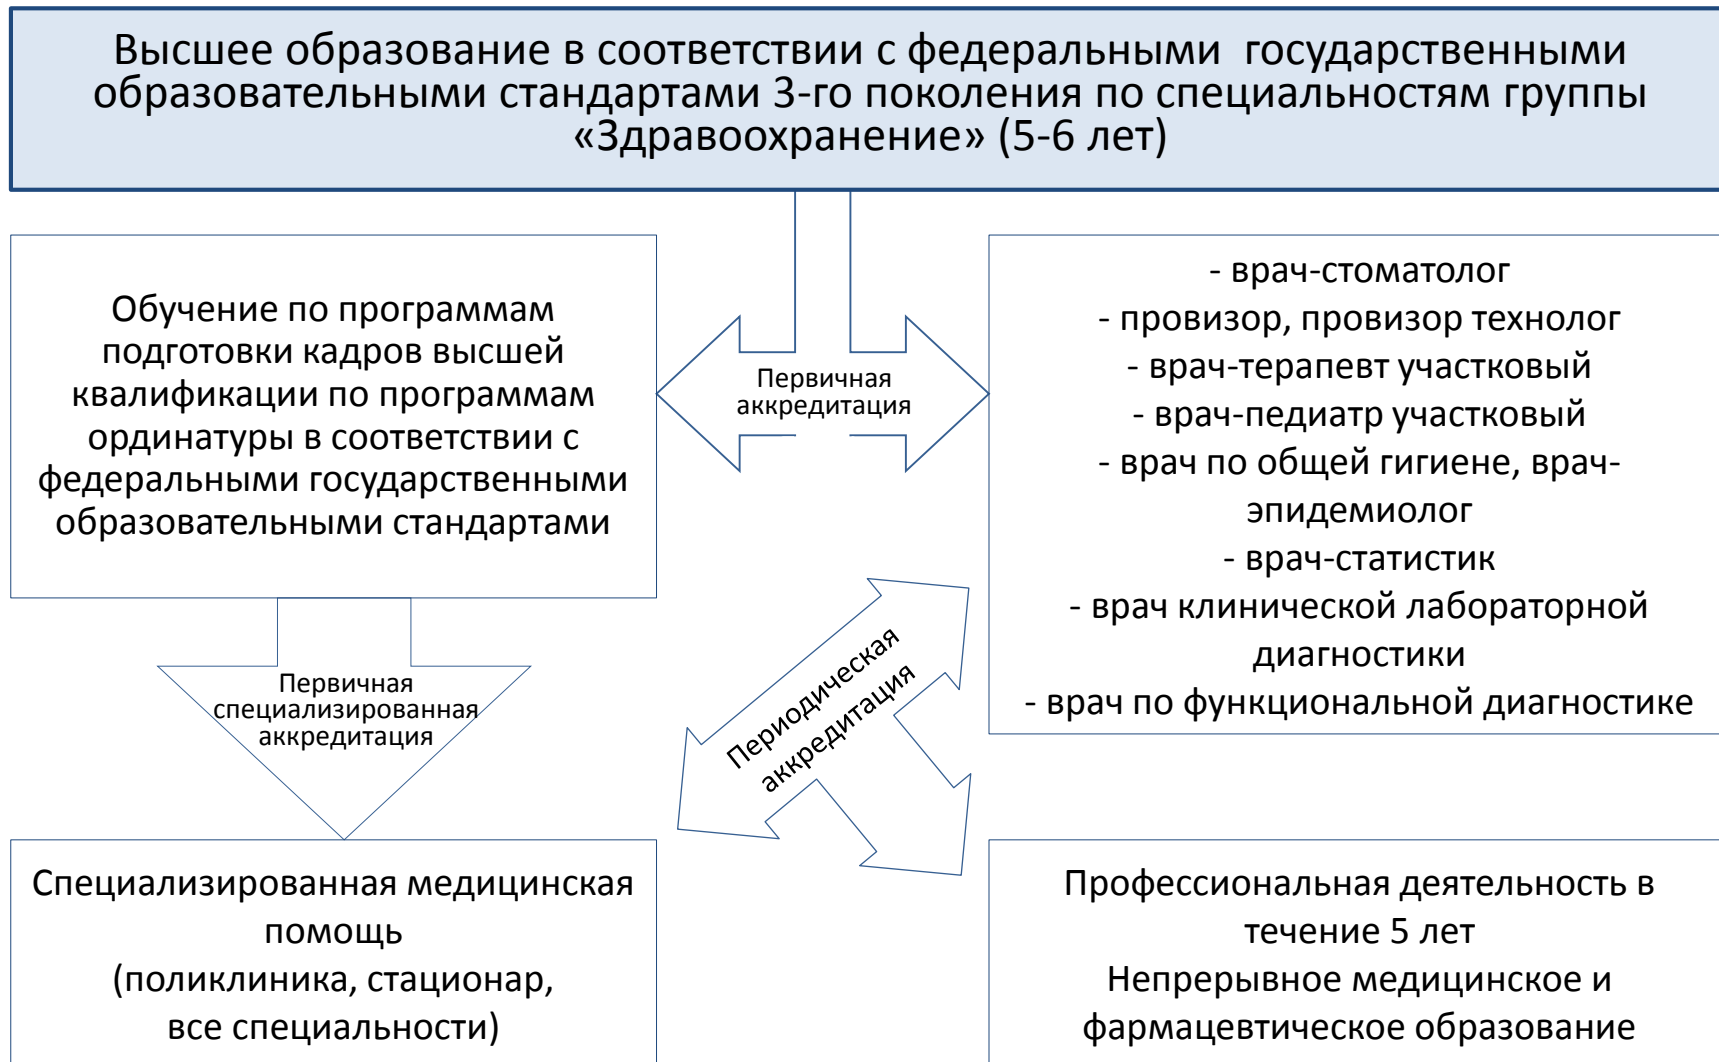 Высшее образование в соответствии с федеральными государственными
образовательными стандартами 3-го поколения по специальностям группы
«Здравоохранение» (5-6 лет)
Обучение по программам
подготовки кадров высшей
квалификации по программам
ординатуры в соответствии с
федеральными государственными
образовательными стандартами
Первичная
аккредитация
- врач-стоматолог
- провизор, провизор технолог
- врач-терапевт участковый
- врач-педиатр участковый
- врач по общей гигиене, врач-
эпидемиолог
- врач-статистик
- врач клинической лабораторной
диагностики
- врач по функциональной диагностике
Первичная
специализированная
аккредитация
Периодическая
аккредитация
Специализированная медицинская
помощь
(поликлиника, стационар,
все специальности)
Профессиональная деятельность в
течение 5 лет
Непрерывное медицинское и
фармацевтическое образование